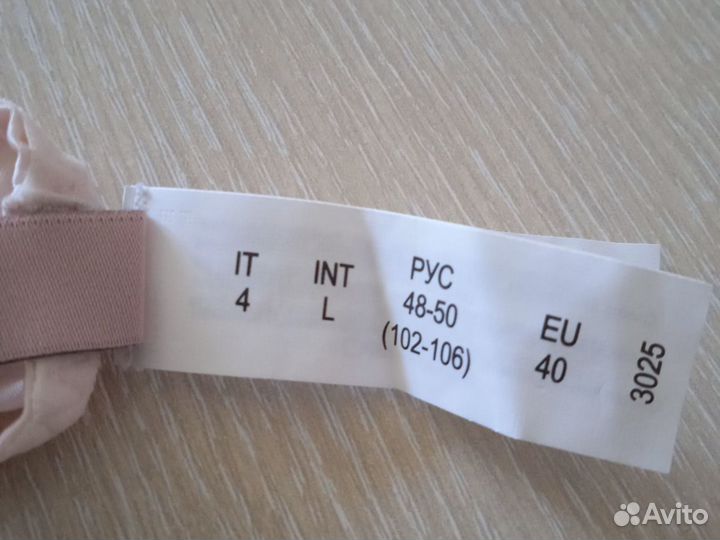 IT
4
INT
L
РУС
48-50
(102-106)
EU
40
3025
Avito